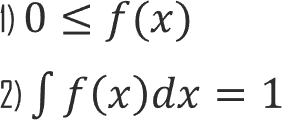 1) 0 ≤ f(x)
2) ∫ f(x)dx = 1